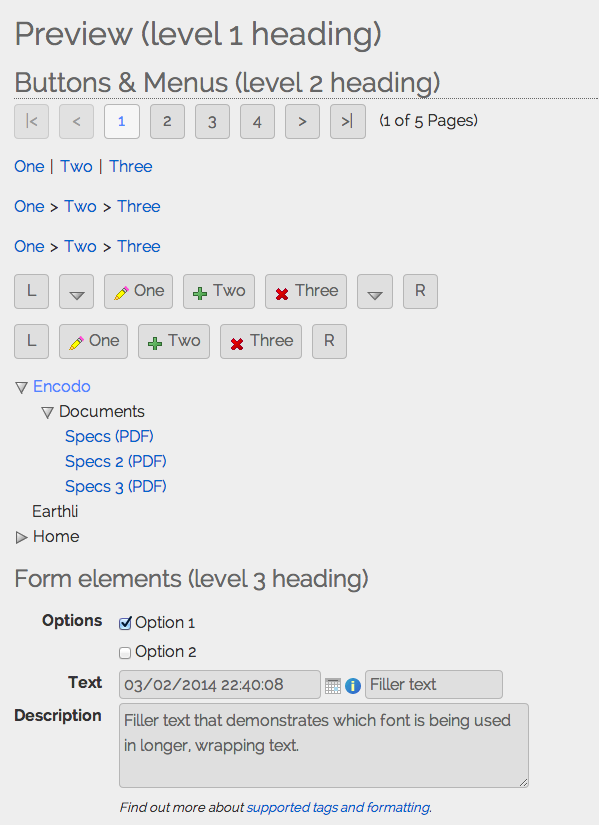 Preview (level 1 heading)
Buttons & Menus (level 2 heading)
|< < 1 2 3 4 > >| (1 of 5 Pages)
One | Two | Three
One > Two > Three
One > Two > Three
L One Two Three R
L One Two Three R
Encodo
Documents
Specs (PDF)
Specs 2 (PDF)
Specs 3 (PDF)
Earthli
Home
Form elements (level 3 heading)
Options Option 1
Option 2
Text 03/02/2014 22:40:08 Filler text
Description Filler text that demonstrates which font is being used
in longer, wrapping text.
Find out more about supported tags and formatting.